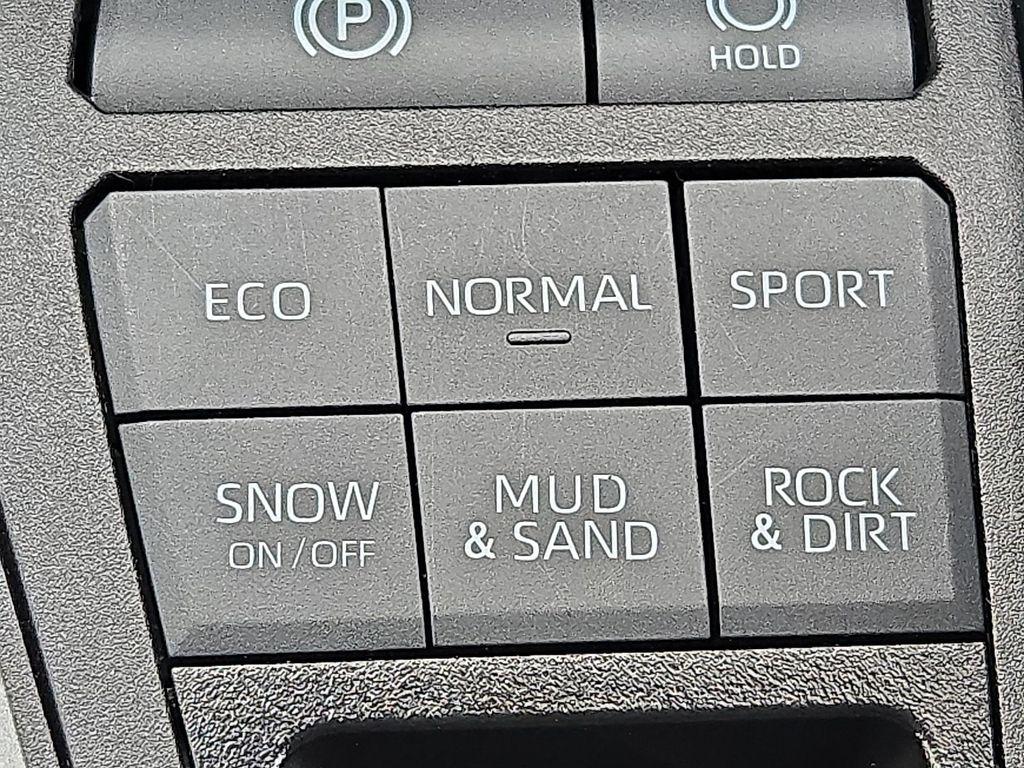 P
HOLD
ECO
NORMAL
SPORT
SNOW
ON/OFF
MUD
& SAND
ROCK
& DIRT